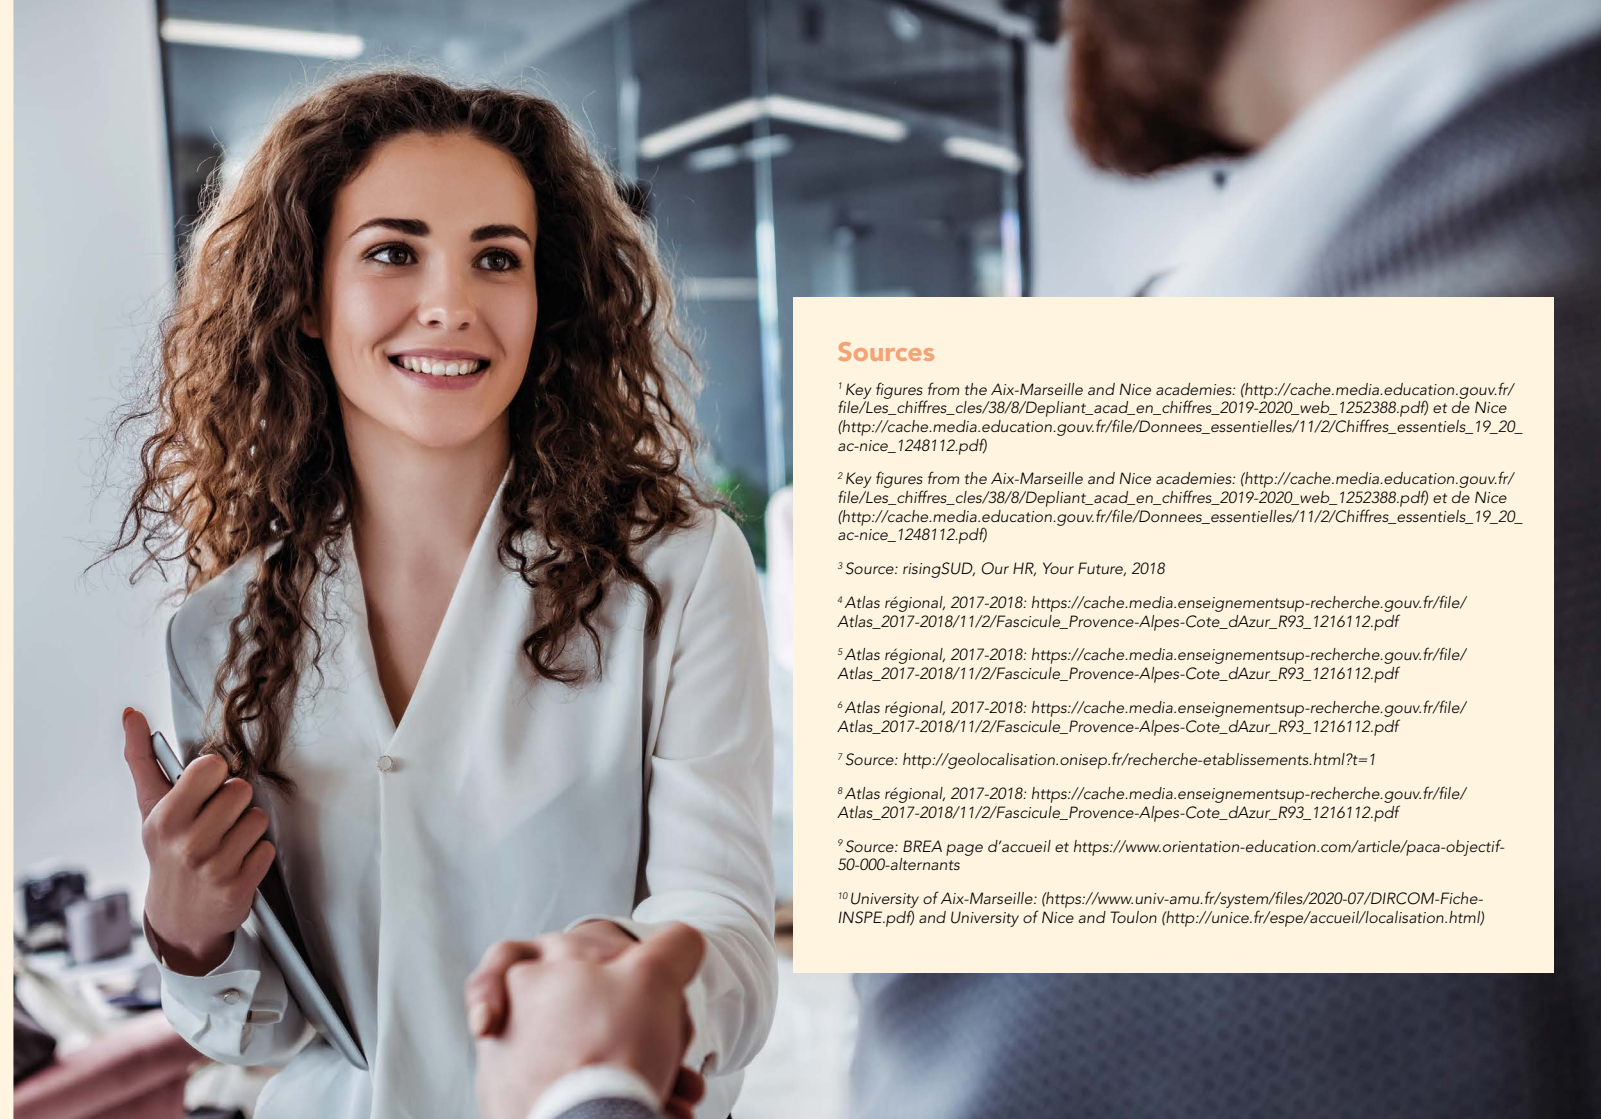 Sources
1 Key figures from the Aix-Marseille and Nice academies: (http://cache.media.education.gouv.fr/
file/Les_chiffres_cles/38/8/Depliant_acad_en_chiffres_2019-2020_web_1252388.pdf) et de Nice
(http://cache.media.education.gouv.fr/file/Donnees_essentielles/11/2/Chiffres_essentiels_19_20_
ac-nice_1248112.pdf)
2 Key figures from the Aix-Marseille and Nice academies: (http://cache.media.education.gouv.fr/
file/Les_chiffres_cles/38/8/Depliant_acad_en_chiffres_2019-2020_web_1252388.pdf) et de Nice
(http://cache.media.education.gouv.fr/file/Donnees_essentielles/11/2/Chiffres_essentiels_19_20_
ac-nice_1248112.pdf)
3 Source: risingSUD, Our HR, Your Future, 2018
4 Atlas régional, 2017-2018: https://cache.media.enseignementsup-recherche.gouv.fr/file/
Atlas_2017-2018/11/2/Fascicule_Provence-Alpes-Cote_dAzur_R93_1216112.pdf
5 Atlas régional, 2017-2018: https://cache.media.enseignementsup-recherche.gouv.fr/file/
Atlas_2017-2018/11/2/Fascicule_Provence-Alpes-Cote_dAzur_R93_1216112.pdf
6 Atlas régional, 2017-2018: https://cache.media.enseignementsup-recherche.gouv.fr/file/
Atlas_2017-2018/11/2/Fascicule_Provence-Alpes-Cote_dAzur_R93_1216112.pdf
7 Source: http://geolocalisation.onisep.fr/recherche-etablissements.html?t=1
8 Atlas régional, 2017-2018: https://cache.media.enseignementsup-recherche.gouv.fr/file/
Atlas_2017-2018/11/2/Fascicule_Provence-Alpes-Cote_dAzur_R93_1216112.pdf
9 Source: BREA page d’accueil et https://www.orientation-education.com/article/paca-objectif-
50-000-alternants
10 University of Aix-Marseille: (https://www.univ-amu.fr/system/files/2020-07/DIRCOM-Fiche-
INSPE.pdf) and University of Nice and Toulon (http://unice.fr/espe/accueil/localisation.html)